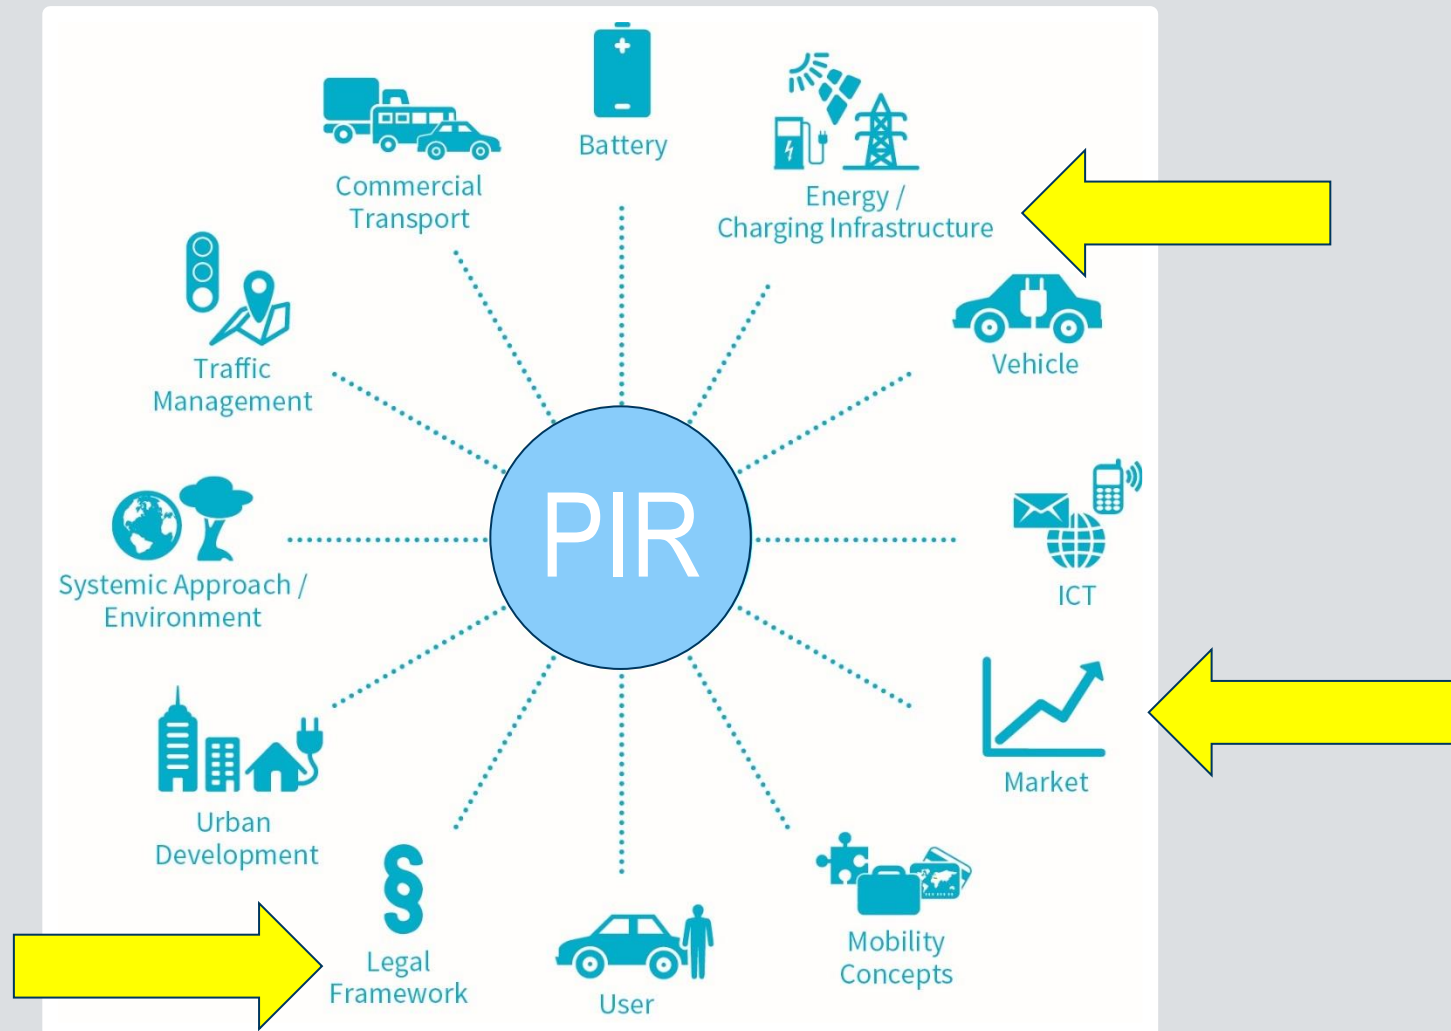 Battery
Commercial
Transport
Energy /
Charging Infrastructure
Vehicle
Traffic
Management
PIR
ICT
Systemic Approach /
Environment
Market
Urban
Development
Mobility
Concepts
Legal
Framework
User